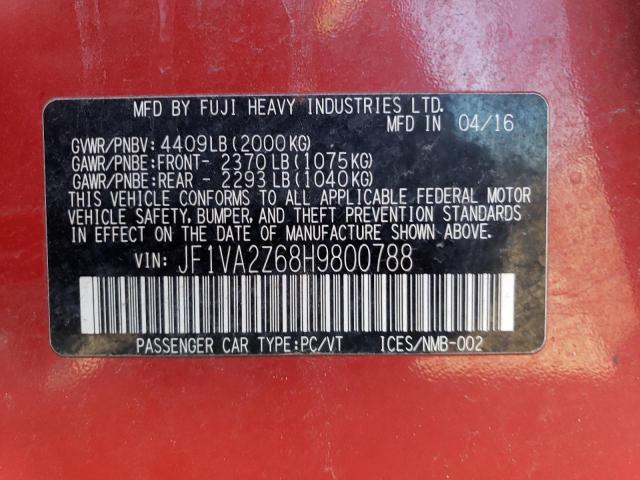 MFD BY FUJI HEAVY INDUSTRIES LTD.
MFD IN 04/16
GVWR/PNBV: 4409LB(2000KG)
GAWR/PNBE:FRONT- 2370LB(1075KG)
GAWR/PNBE:REAR - 2293LB(1040KG)
THIS VEHICLE CONFORMS TO ALL APPLICABLE FEDERAL MOTOR
VEHICLE SAFETY, BUMPER, AND THEFT PREVENTION STANDARDS
IN EFFECT ON THE DATE OF MANUFACTURE SHOWN ABOVE.
VIN: JF1VA2Z68H9800788
PASSENGER CAR TYPE:PC/VT ICES/NMB-002